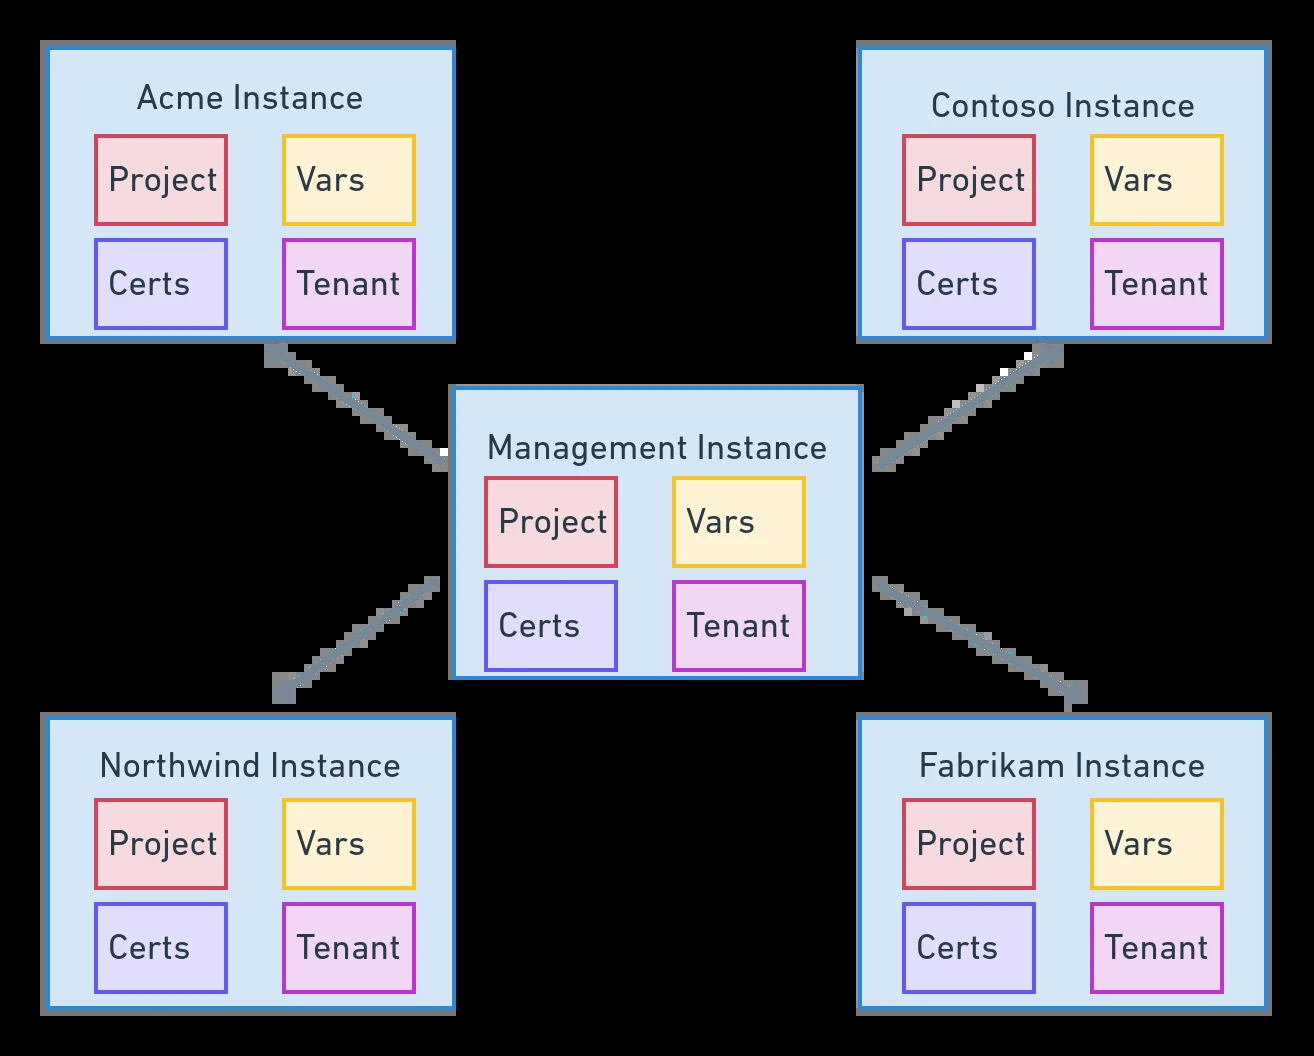 Acme Instance
Project
Vars
Certs
Tenant
Contoso Instance
Project
Vars
Certs
Tenant
Management Instance
Project
Vars
Certs
Tenant
Northwind Instance
Project
Vars
Certs
Tenant
Fabrikam Instance
Project
Vars
Certs
Tenant